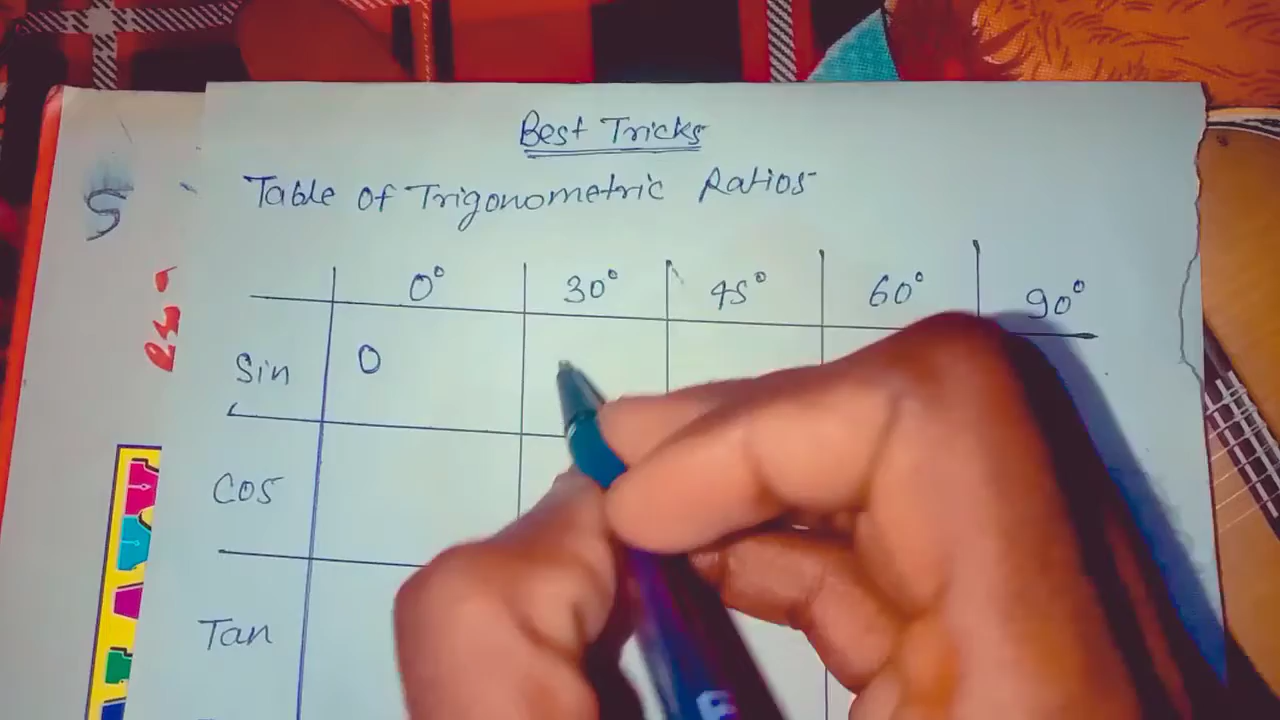 Best Tricks
Table of Trigonometric Ratios
0° 30° 45° 60° 90°
Sin 0
Cos
Tan
S